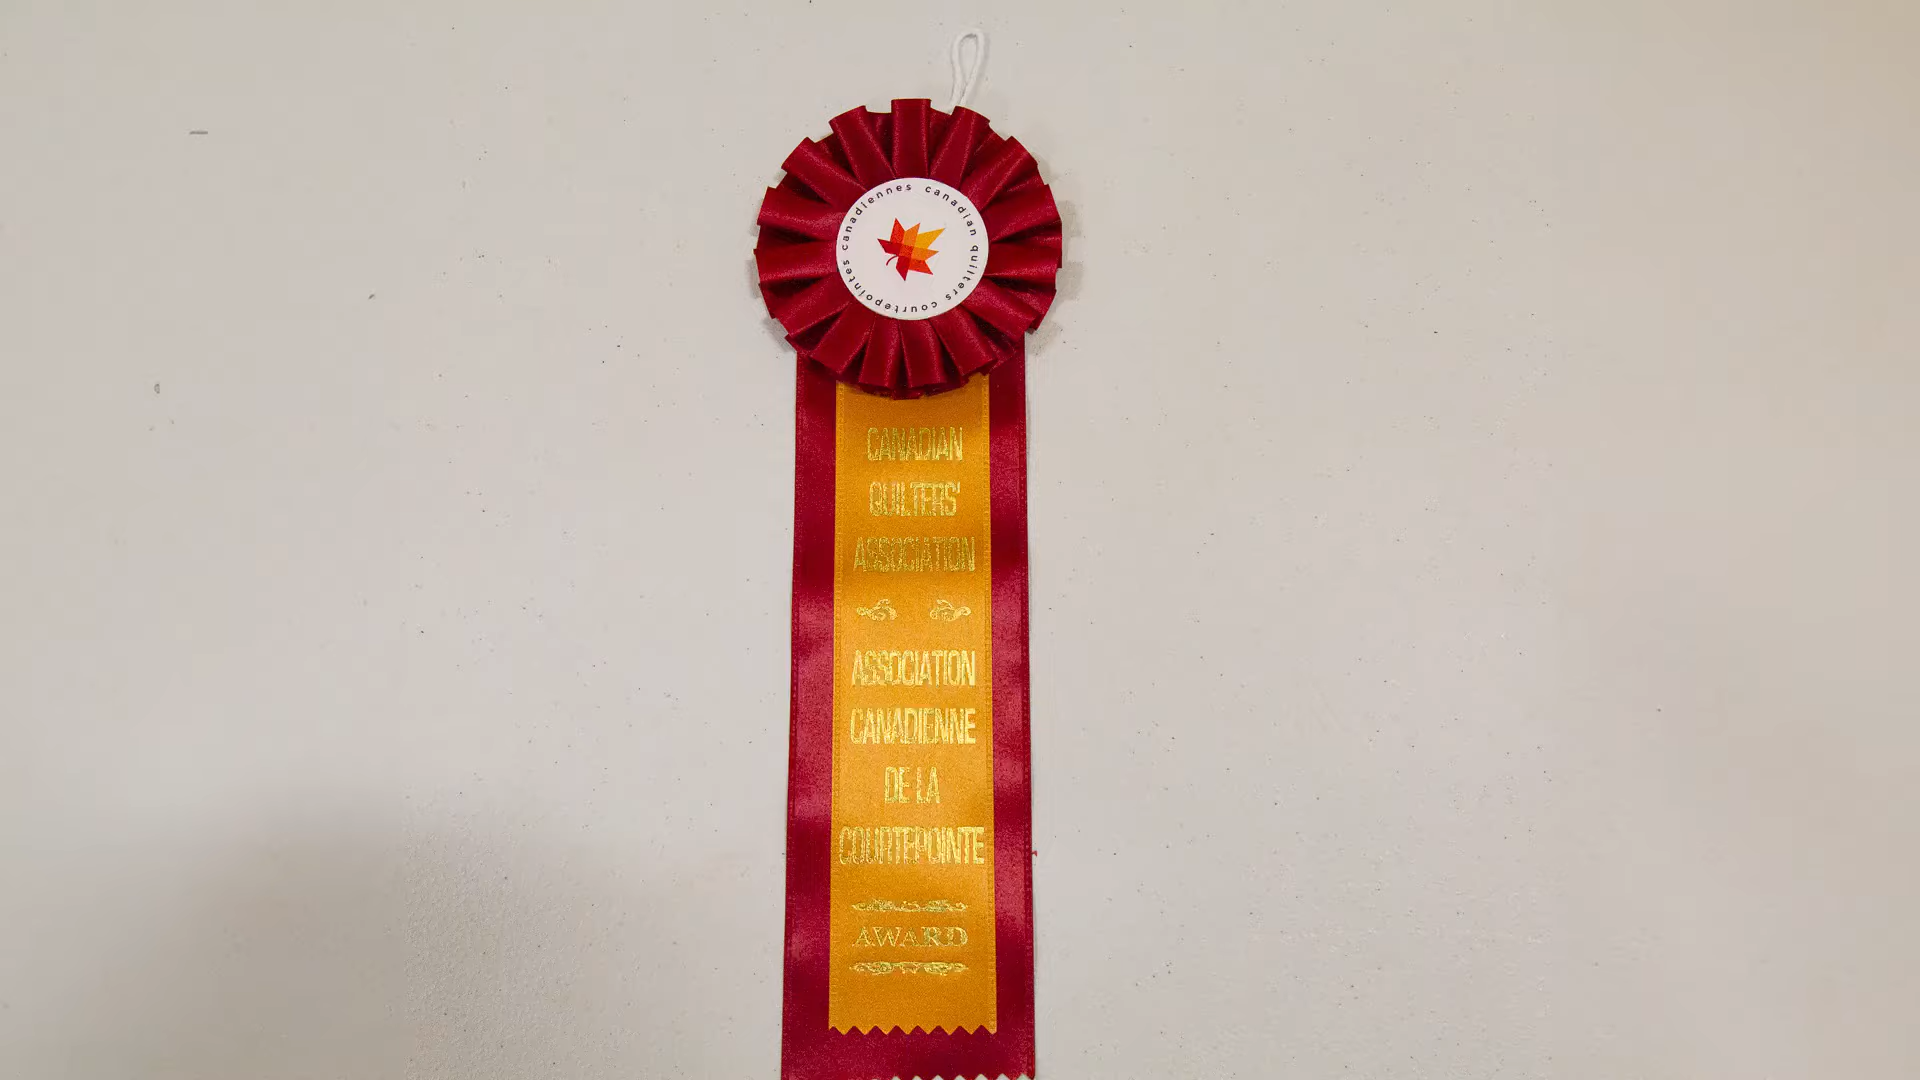 canadian quilters courtepointes canadiennes
CANADIAN
QUILTERS'
ASSOCIATION
ASSOCIATION
CANADIENNE
DE LA
COURTEPOINTE
AWARD